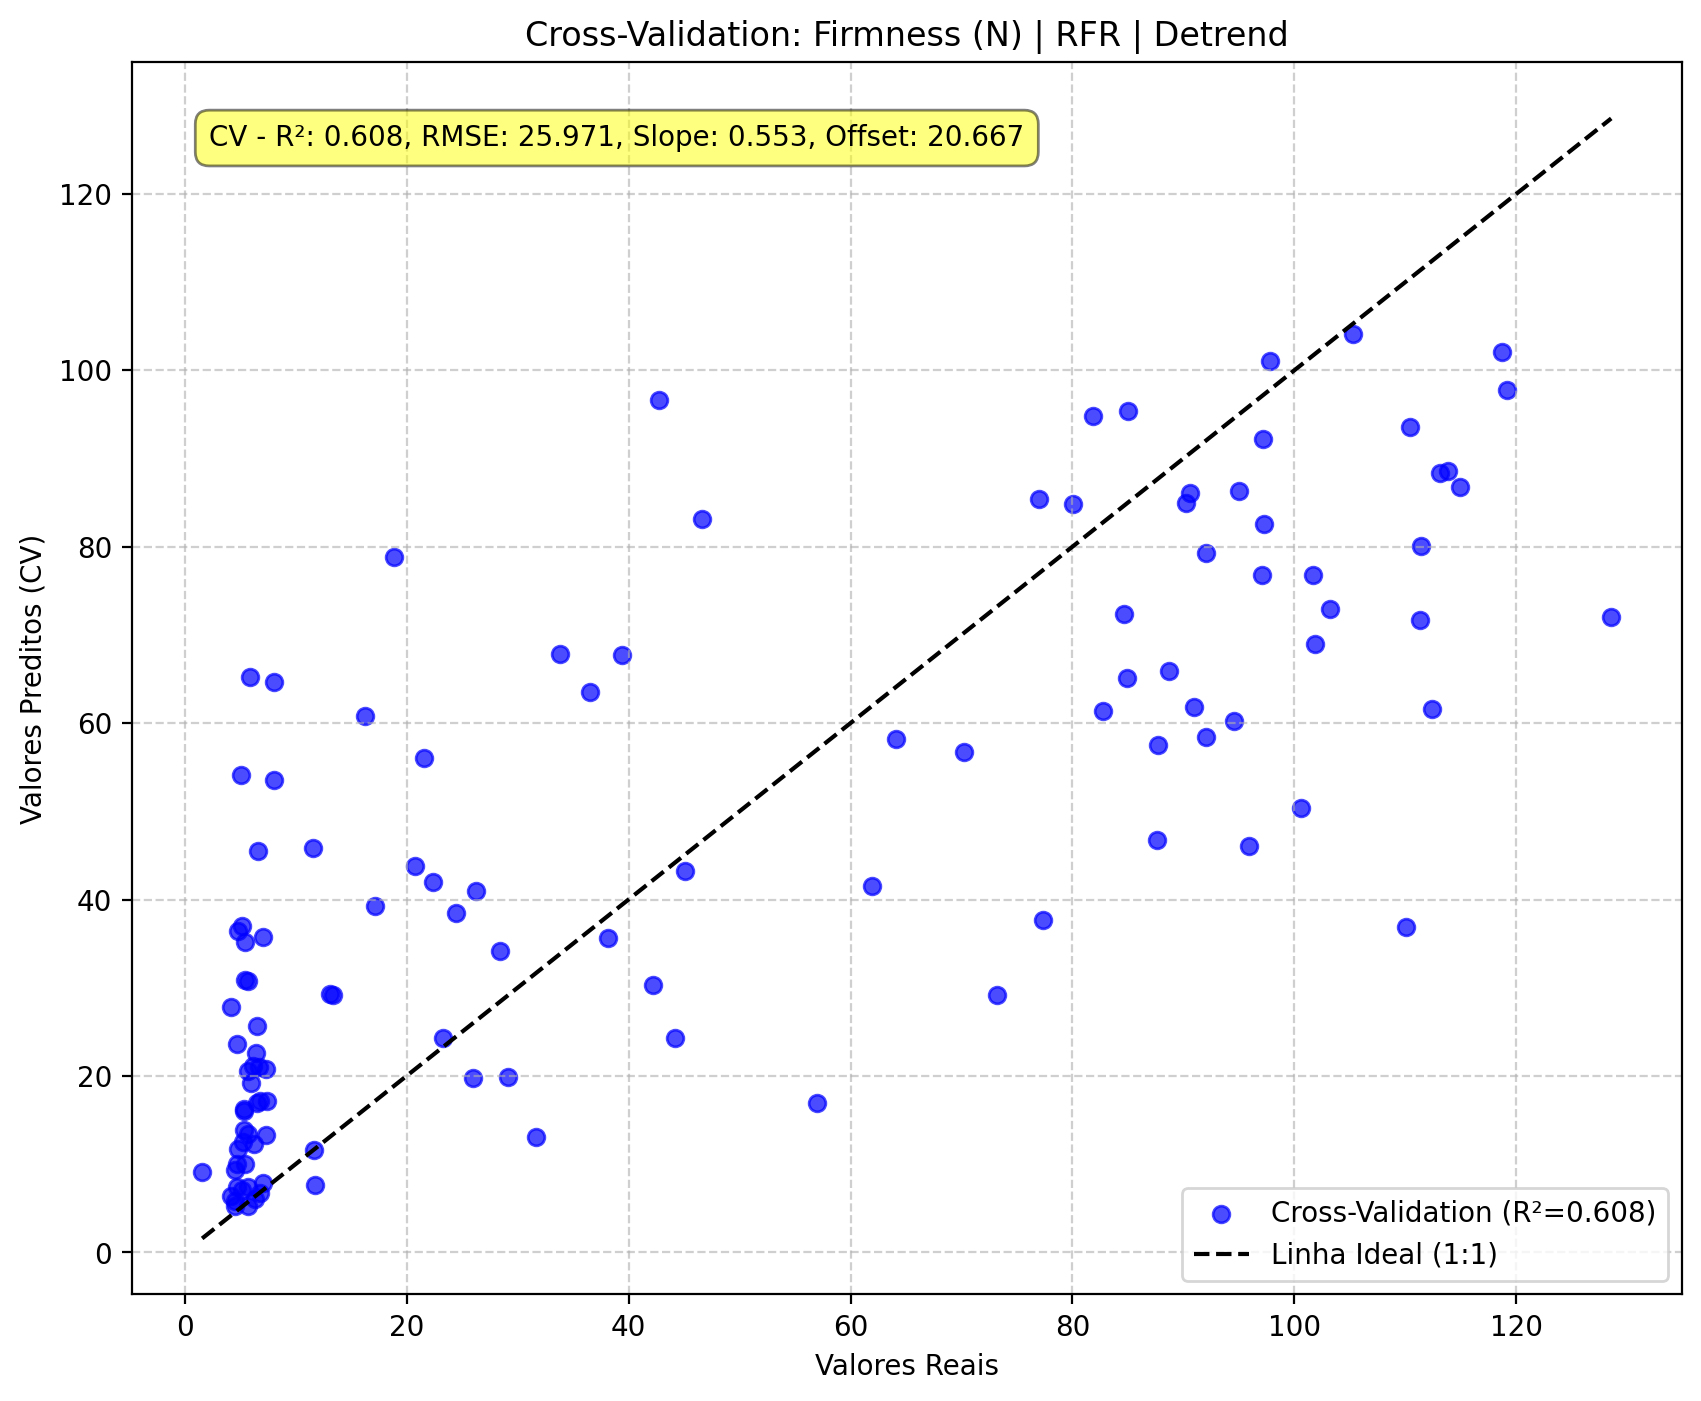 Cross-Validation: Firmness (N) | RFR | Detrend
CV - R²: 0.608, RMSE: 25.971, Slope: 0.553, Offset: 20.667
Valores Preditos (CV)
120
100
80
60
40
20
0
0 20 40 60 80 100 120
Valores Reais
Cross-Validation (R²=0.608)
Linha Ideal (1:1)